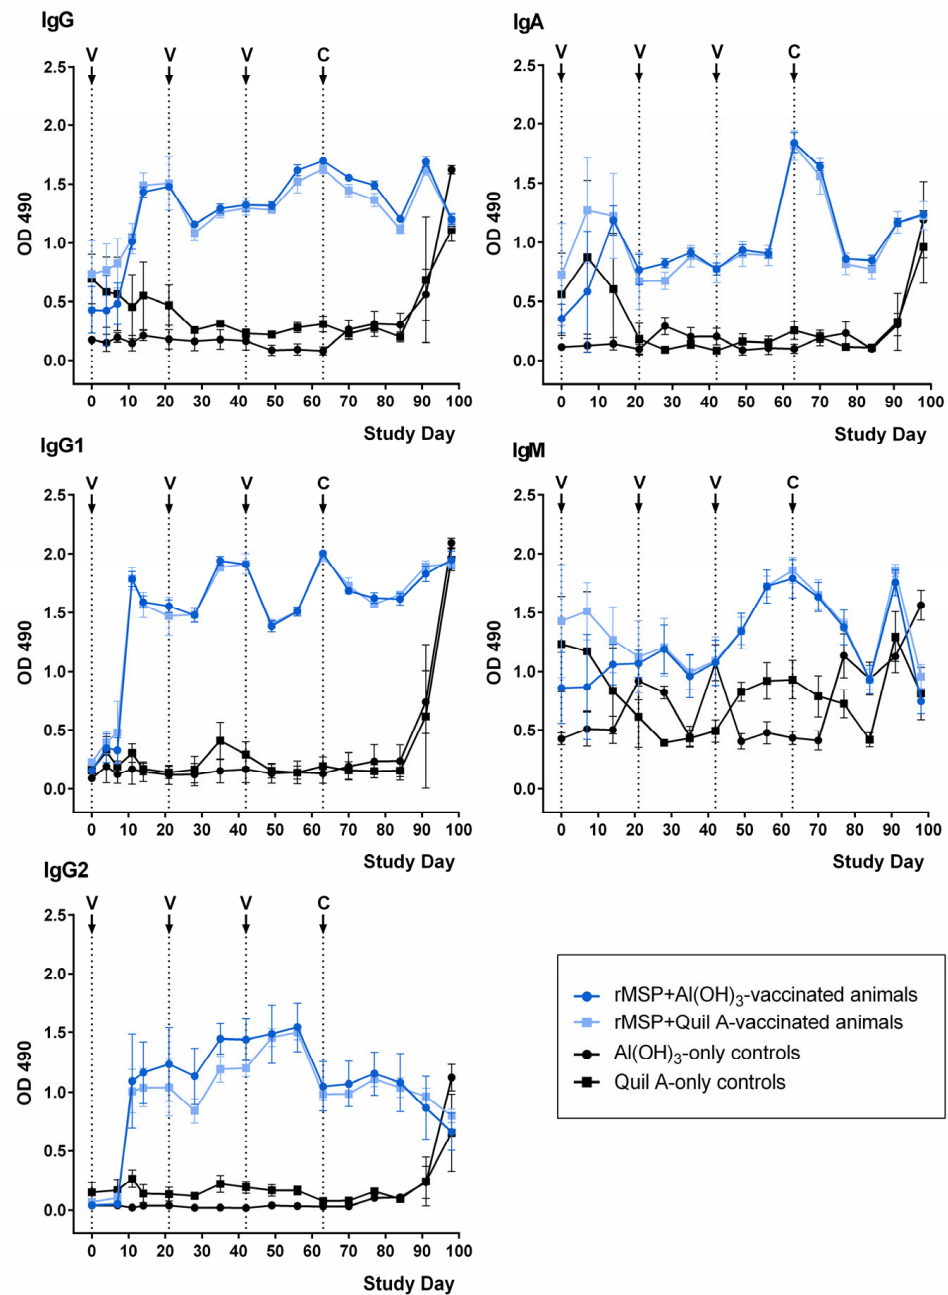 IgG
V V V C
2.5
2.0
1.5
1.0
0.5
0.0
OD 490
0 10 20 30 40 50 60 70 80 90 100
Study Day
IgA
V V V C
2.5
2.0
1.5
1.0
0.5
0.0
OD 490
0 10 20 30 40 50 60 70 80 90 100
Study Day
IgG1
V V V C
2.5
2.0
1.5
1.0
0.5
0.0
OD 490
0 10 20 30 40 50 60 70 80 90 100
Study Day
IgM
V V V C
2.5
2.0
1.5
1.0
0.5
0.0
OD 490
0 10 20 30 40 50 60 70 80 90 100
Study Day
IgG2
V V V C
2.5
2.0
1.5
1.0
0.5
0.0
OD 490
0 10 20 30 40 50 60 70 80 90 100
Study Day
rMSP+Al(OH)₃-vaccinated animals
rMSP+Quil A-vaccinated animals
Al(OH)₃-only controls
Quil A-only controls